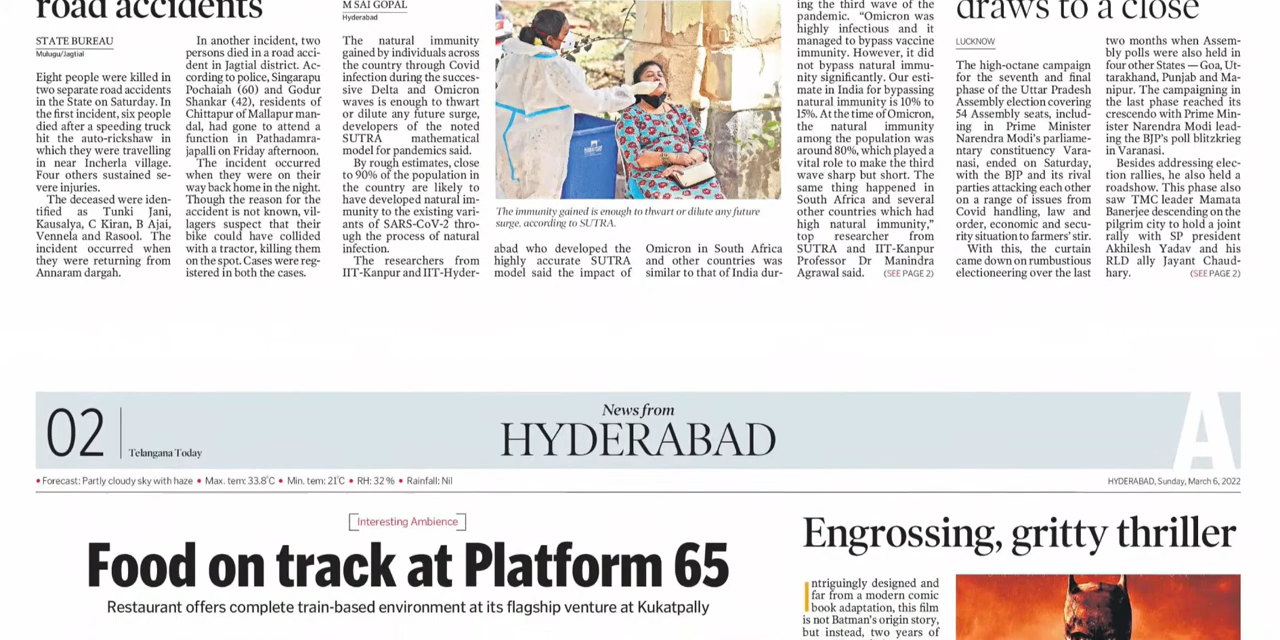 road accidents
STATE BUREAU
Mulugu/Jagtial
Eight people were killed in
two separate road accidents
in the State on Saturday. In
the first incident, six people
died after a speeding truck
hit the auto-rickshaw in
which they were travelling
in near Incherla village.
Four others sustained se-
vere injuries.
The deceased were iden-
tified as Tunki Jani,
Kausalya, C Kiran, B Ajai,
Vennela and Rasool. The
incident occurred when
they were returning from
Annaram dargah.
In another incident, two
persons died in a road acci-
dent in Jagtial district. Ac-
cording to police, Singarapu
Pochaiah (60) and Godur
Shankar (42), residents of
Chittapur of Mallapur man-
dal, had gone to attend a
function in Pathadamra-
japalli on Friday afternoon.
The incident occurred
when they were on their
way back home in the night.
Though the reason for the
accident is not known, vil-
lagers suspect that their
bike could have collided
with a tractor, killing them
on the spot. Cases were reg-
istered in both the cases.
M SAI GOPAL
Hyderabad
The natural immunity
gained by individuals across
the country through Covid
infection during the succes-
sive Delta and Omicron
waves is enough to thwart
or dilute any future surge,
developers of the noted
SUTRA mathematical
model for pandemics said.
By rough estimates, close
to 90% of the population in
the country are likely to
have developed natural im-
munity to the existing vari-
ants of SARS-CoV-2 thro-
ugh the process of natural
infection.
The researchers from
IIT-Kanpur and IIT-Hyder-
The immunity gained is enough to thwart or dilute any future
surge, according to SUTRA.
abad who developed the
highly accurate SUTRA
model said the impact of
Omicron in South Africa
and other countries was
similar to that of India dur-
ing the third wave of the
pandemic. “Omicron was
highly infectious and it
managed to bypass vaccine
immunity. However, it did
not bypass natural immu-
nity significantly. Our esti-
mate in India for bypassing
natural immunity is 10% to
15%. At the time of Omicron,
the natural immunity
among the population was
around 80%, which played a
vital role to make the third
wave sharp but short. The
same thing happened in
South Africa and several
other countries which had
high natural immunity,”
top researcher from
SUTRA and IIT-Kanpur
Professor Dr Manindra
Agrawal said. (SEE PAGE 2)
draws to a close
LUCKNOW
The high-octane campaign
for the seventh and final
phase of the Uttar Pradesh
Assembly election covering
54 Assembly seats, includ-
ing in Prime Minister
Narendra Modi’s parliame-
ntary constituency Vara-
nasi, ended on Saturday,
with the BJP and its rival
parties attacking each other
on a range of issues from
Covid handling, law and
order, economic and secu-
rity situation to farmers’ stir.
With this, the curtain
came down on rumbustious
electioneering over the last
two months when Assem-
bly polls were also held in
four other States — Goa, Ut-
tarakhand, Punjab and Ma-
nipur. The campaigning in
the last phase reached its
crescendo with Prime Min-
ister Narendra Modi lead-
ing the BJP’s poll blitzkrieg
in Varanasi.
Besides addressing elec-
tion rallies, he also held a
roadshow. This phase also
saw TMC leader Mamata
Banerjee descending on the
pilgrim city to hold a joint
rally with SP president
Akhilesh Yadav and his
RLD ally Jayant Chaud-
hary. (SEE PAGE 2)
02
Telangana Today
News from
HYDERABAD
A
• Forecast: Partly cloudy sky with haze • Max. tem: 33.8°C • Min. tem: 21°C • RH: 32% • Rainfall: Nil
HYDERABAD, Sunday, March 6, 2022
Interesting Ambience
Food on track at Platform 65
Restaurant offers complete train-based environment at its flagship venture at Kukatpally
Engrossing, gritty thriller
Intriguingly designed and
far from a modern comic
book adaptation, this film
is not Batman’s origin story,
but instead, two years of